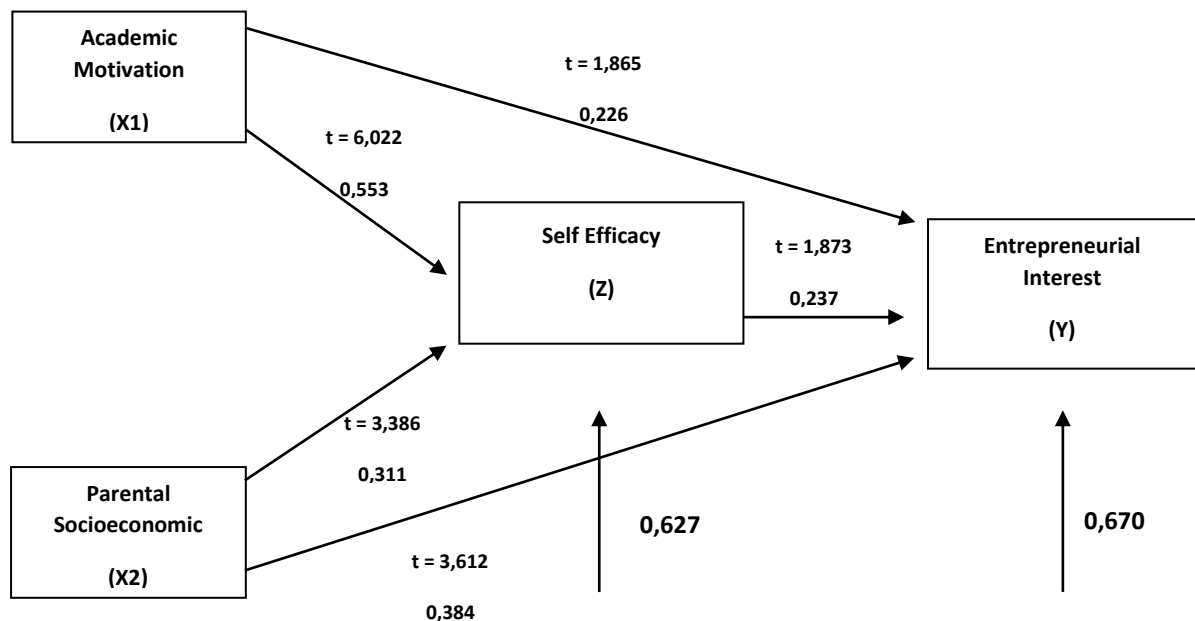 Academic
Motivation
(X1)
t = 1,865
0,226
t = 6,022
0,553
Self Efficacy
(Z)
t = 1,873
0,237
Entrepreneurial
Interest
(Y)
t = 3,386
0,311
Parental
Socioeconomic
(X2)
t = 3,612
0,384
0,627
0,670